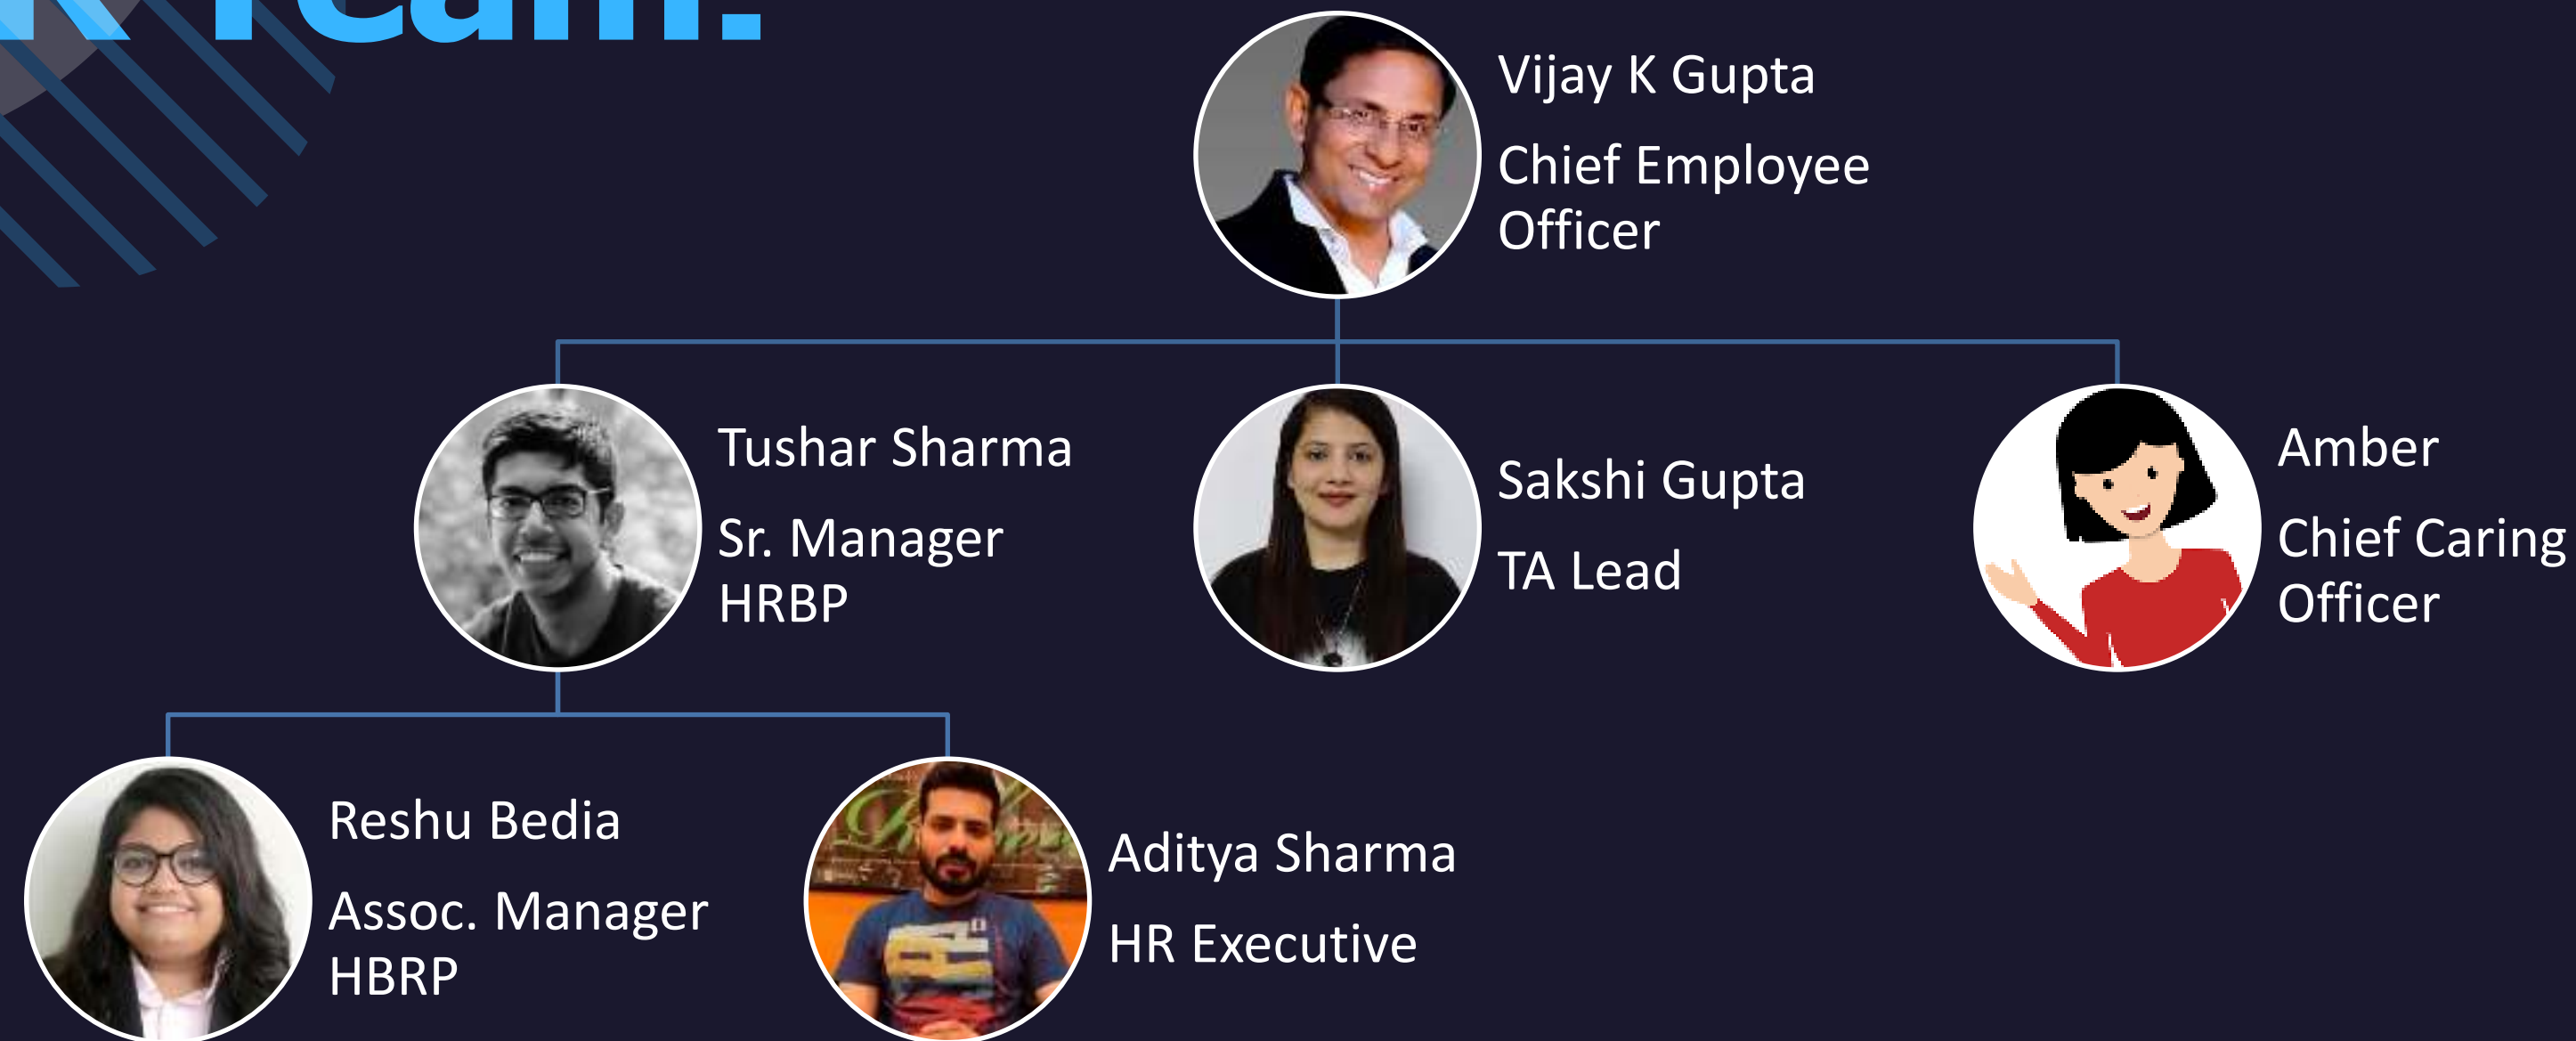 R Team.
Vijay K Gupta
Chief Employee
Officer
Tushar Sharma
Sr. Manager
HRBP
Sakshi Gupta
TA Lead
Amber
Chief Caring
Officer
Reshu Bedia
Assoc. Manager
HBRP
Aditya Sharma
HR Executive